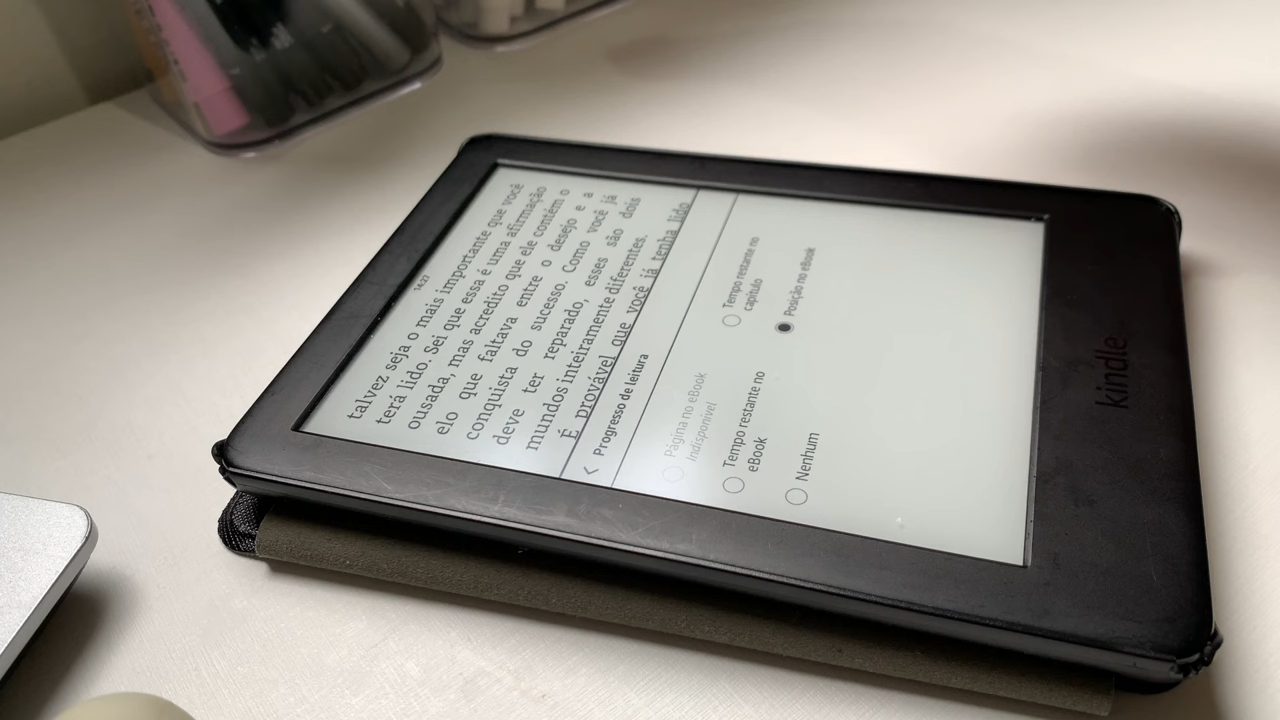 14:27
talvez seja o mais importante que você
terá lido. Sei que essa é uma afirmação
ousada, mas acredito que ele contém o
elo que faltava entre o desejo e a
conquista do sucesso. Como você já
deve ter reparado, esses são dois
mundos inteiramente diferentes.
É provável que você já tenha lido
< Progresso de leitura
Página no eBook
Indisponível
Tempo restante no
capítulo
Tempo restante no
eBook
Posição no eBook
Nenhum
kindle